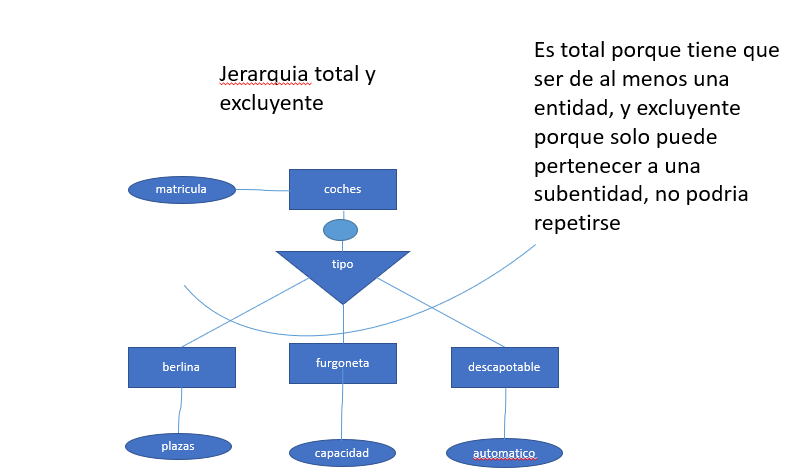 Jerarquia total y
excluyente
Es total porque tiene que
ser de al menos una
entidad, y excluyente
porque solo puede
pertenecer a una
subentidad, no podria
repetirse
matricula
coches
tipo
berlina
furgoneta
descapotable
plazas
capacidad
automatico